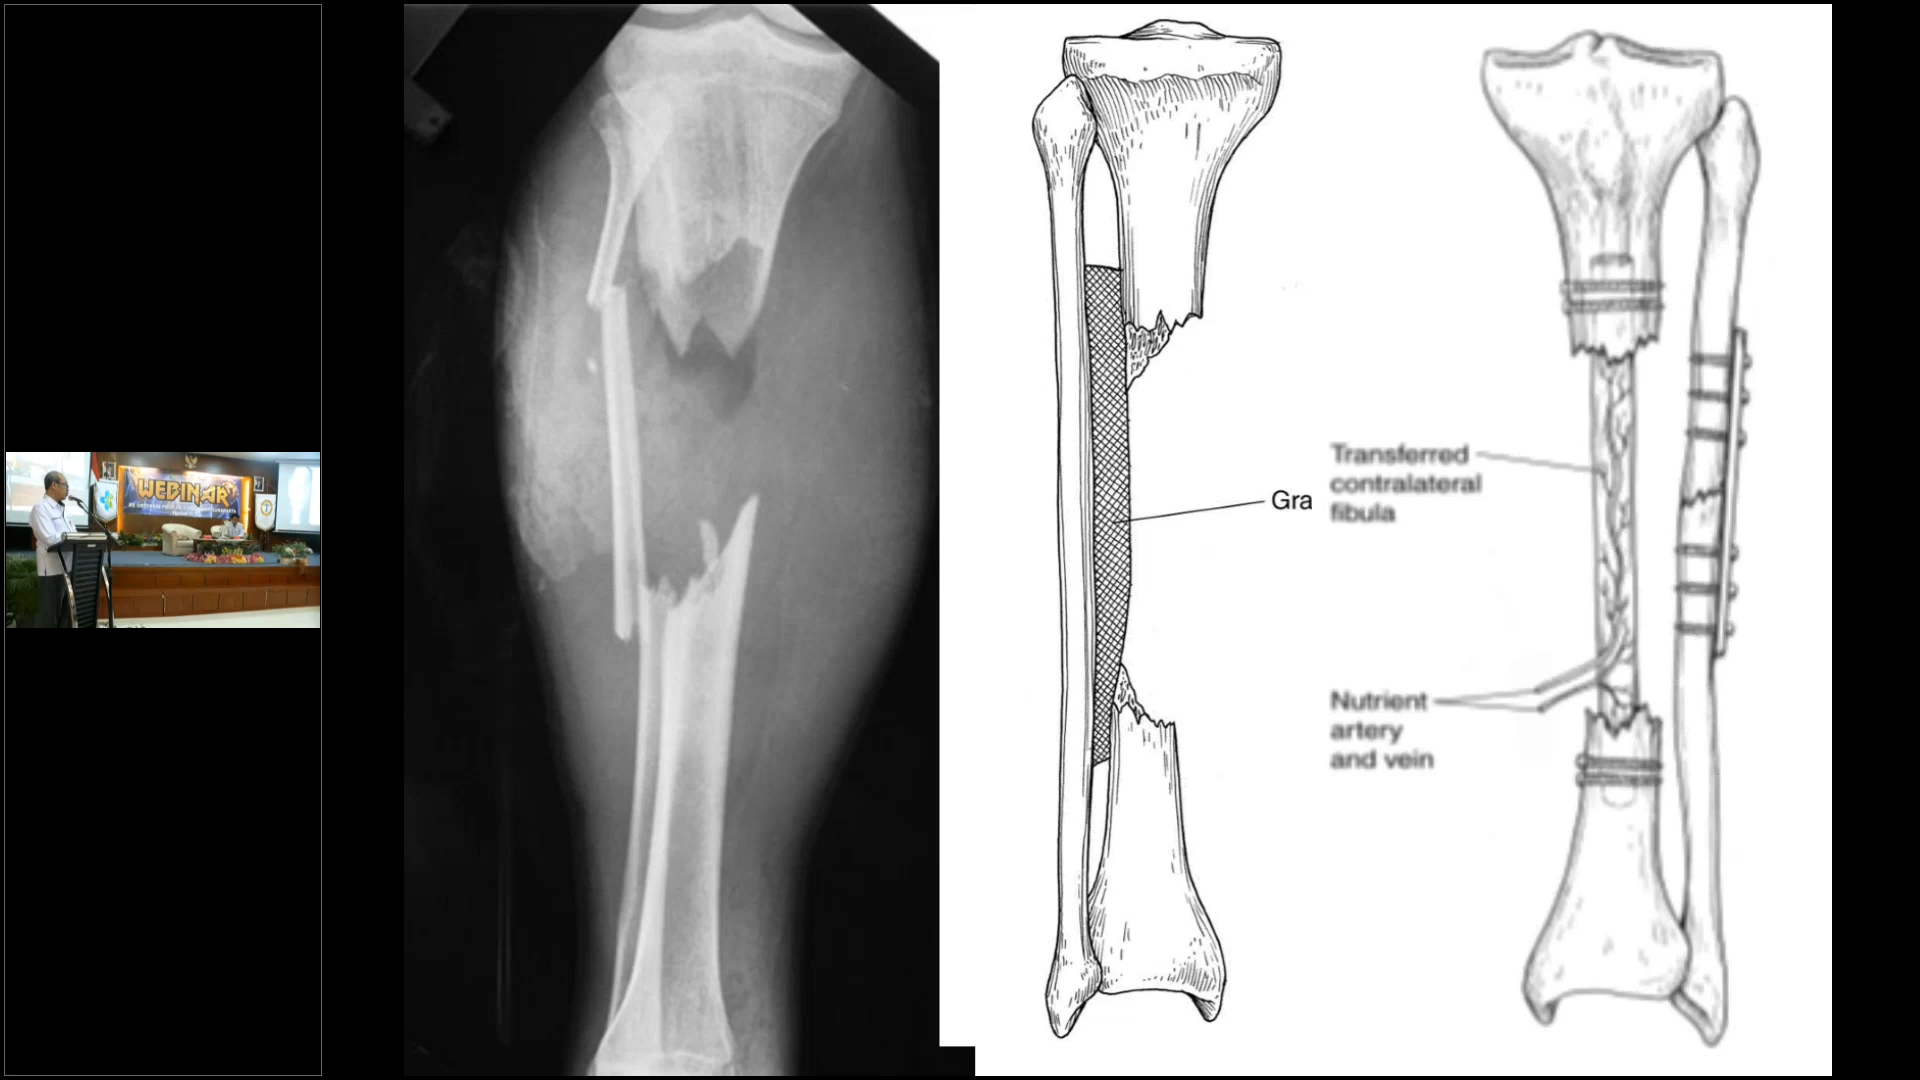 WEBINAR
Gra
Transferred
contralateral
fibula
Nutrient
artery
and vein